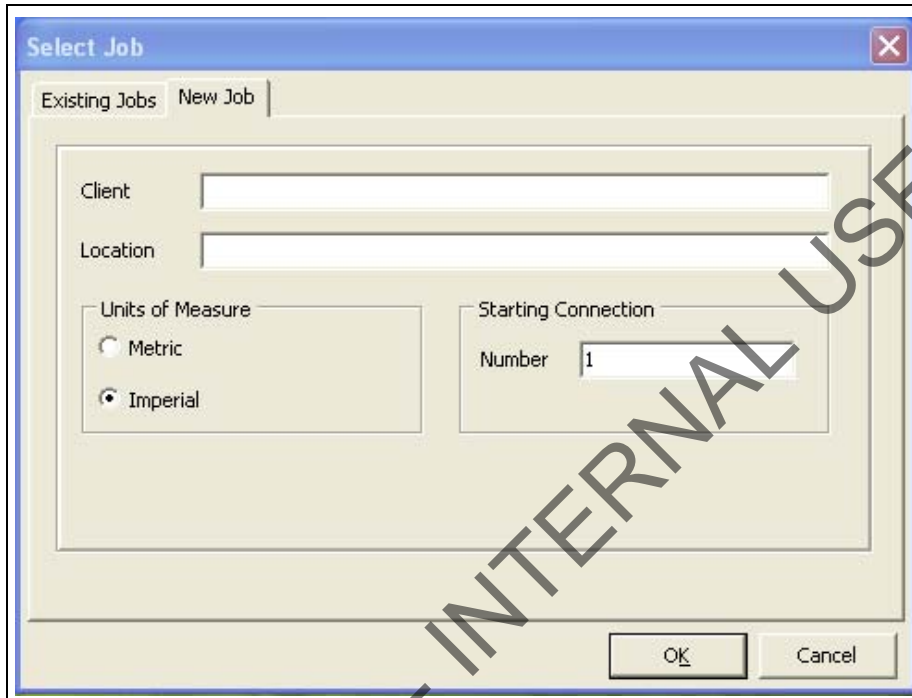 Select Job
Existing Jobs New Job
Client
Location
Units of Measure
Metric
Imperial
Starting Connection
Number 1
OK Cancel
INTERNAL USE